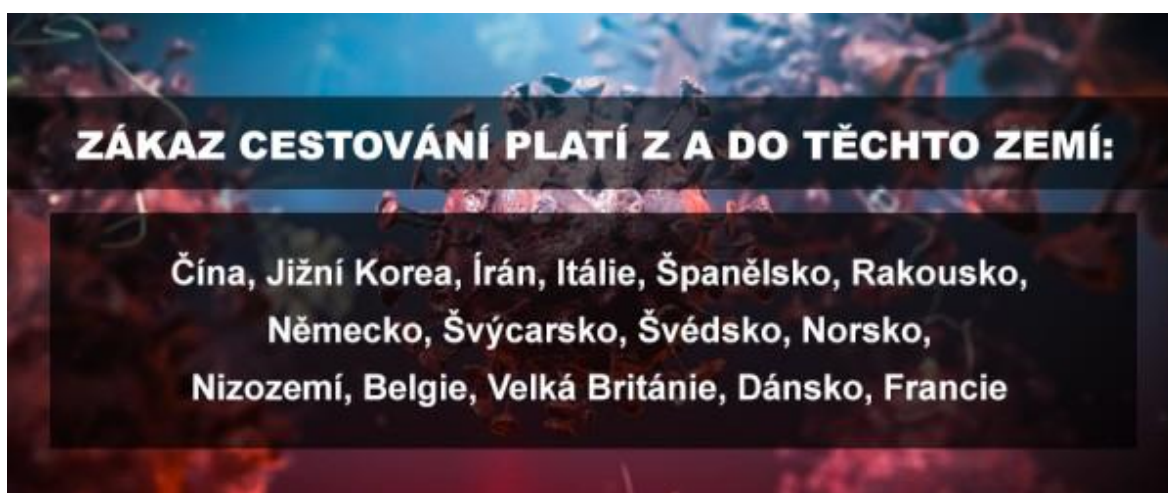 ZÁKAZ CESTOVÁNÍ PLATÍ Z A DO TĚCHTO ZEMÍ:
Čína, Jižní Korea, Írán, Itálie, Španělsko, Rakousko,
Německo, Švýcarsko, Švédsko, Norsko,
Nizozemí, Belgie, Velká Británie, Dánsko, Francie